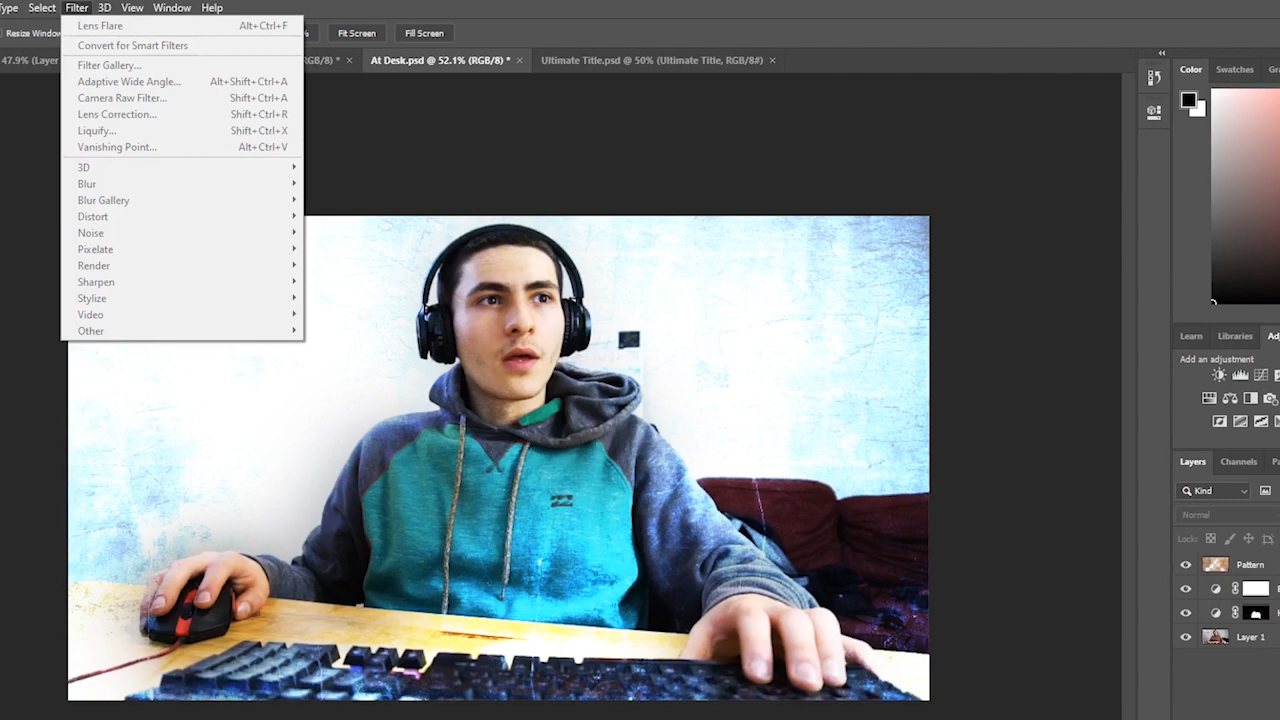 Type Select Filter 3D View Window Help
Resize Window % Fit Screen Fill Screen
47.9% (Layer RGB/8) * × At Desk.psd @ 52.1% (RGB/8) * × Ultimate Title.psd @ 50% (Ultimate Title, RGB/8#) ×
Lens Flare Alt+Ctrl+F
Convert for Smart Filters
Filter Gallery...
Adaptive Wide Angle... Alt+Shift+Ctrl+A
Camera Raw Filter... Shift+Ctrl+A
Lens Correction... Shift+Ctrl+R
Liquify... Shift+Ctrl+X
Vanishing Point... Alt+Ctrl+V
3D
Blur
Blur Gallery
Distort
Noise
Pixelate
Render
Sharpen
Stylize
Video
Other
Color Swatches Gra
Learn Libraries Adj
Add an adjustment
Layers Channels Pa
Kind
Normal
Lock:
Pattern
Layer 1